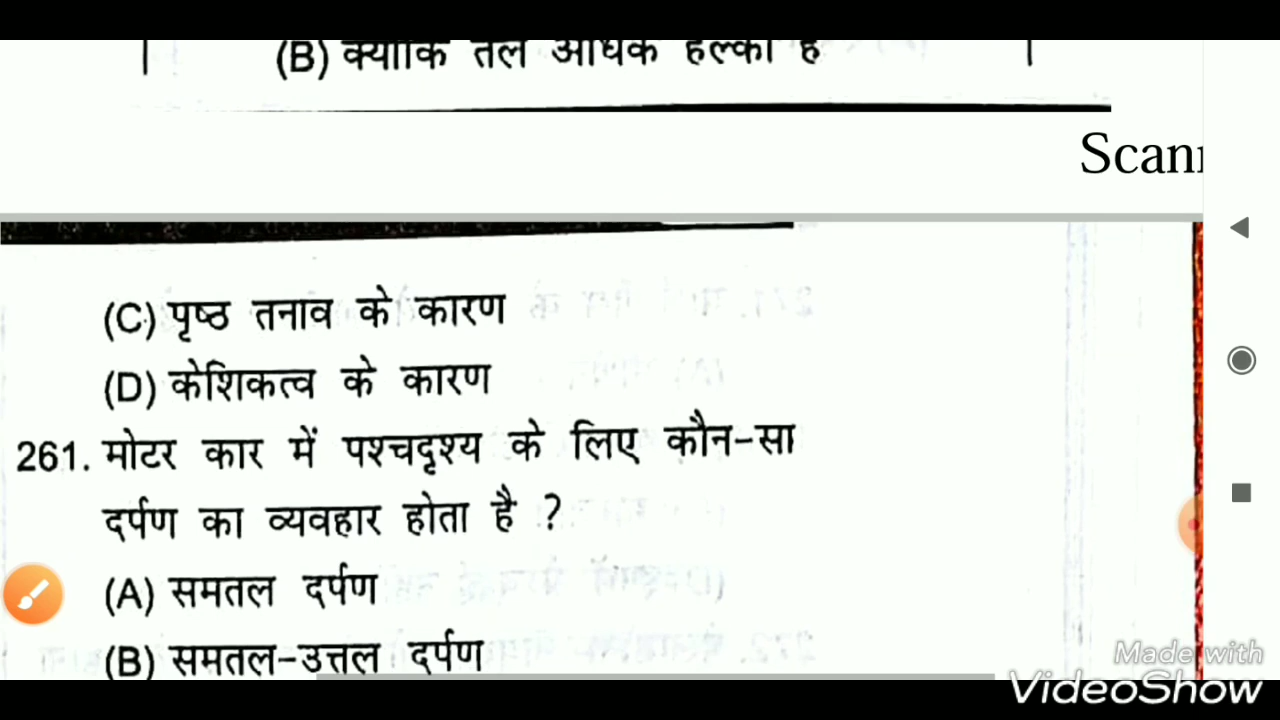 (B) क्योंकि तेल अधिक हल्का है
Scan
(C) पृष्ठ तनाव के कारण
(D) केशिकत्व के कारण
261. मोटर कार में पश्चदृश्य के लिए कौन-सा
दर्पण का व्यवहार होता है ?
(A) समतल दर्पण
(B) समतल-उत्तल दर्पण
Made with
VideoShow